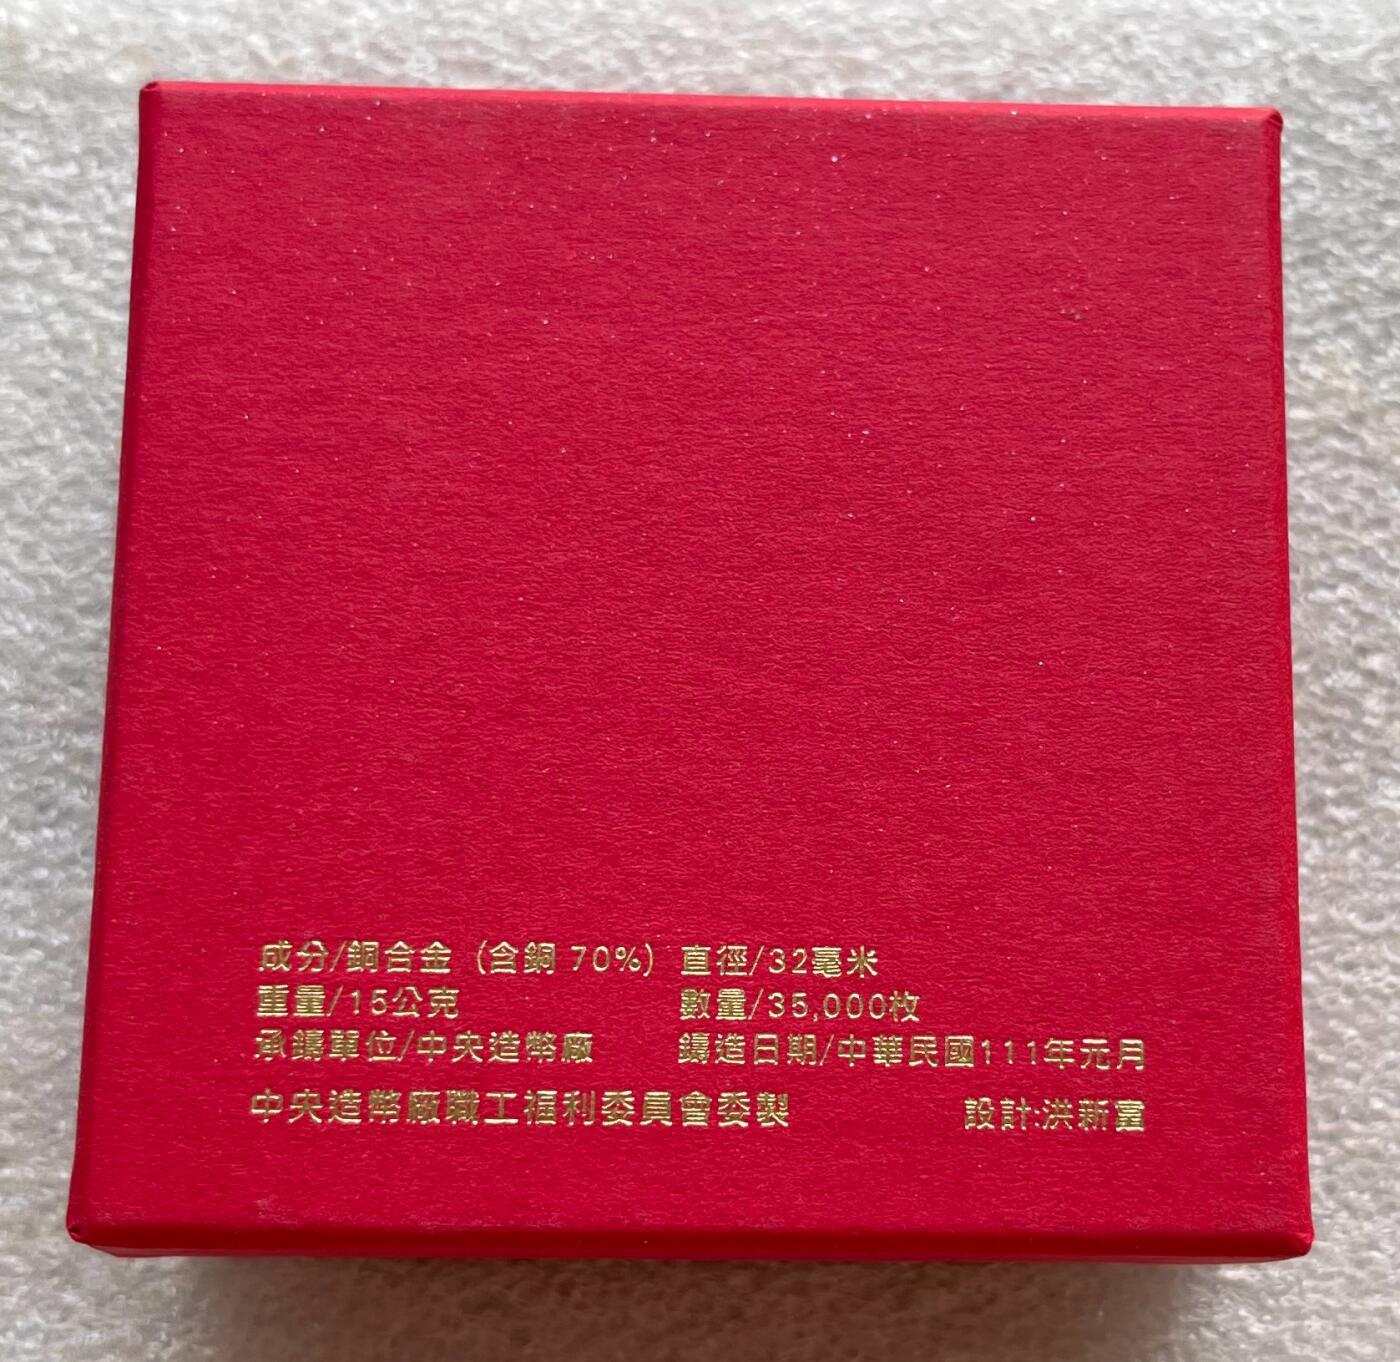 成分/銅合金（含銅 70%） 直徑/32毫米
重量/15公克 數量/35,000枚
承鑄單位/中央造幣廠 鑄造日期/中華民國111年元月
中央造幣廠職工福利委員會委製 設計:洪新富